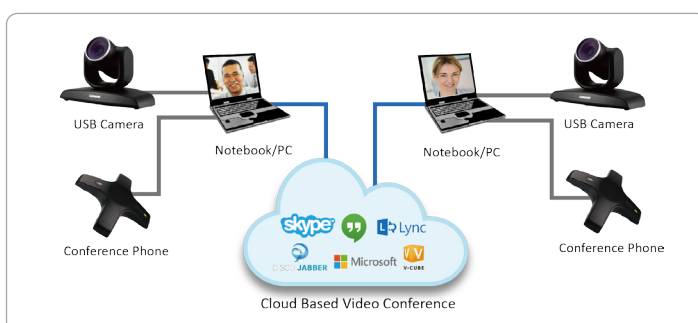 USB Camera
Notebook/PC
Conference Phone
Notebook/PC
USB Camera
Conference Phone
skype
Lync
CISCO JABBER
Microsoft
V-CUBE
Cloud Based Video Conference